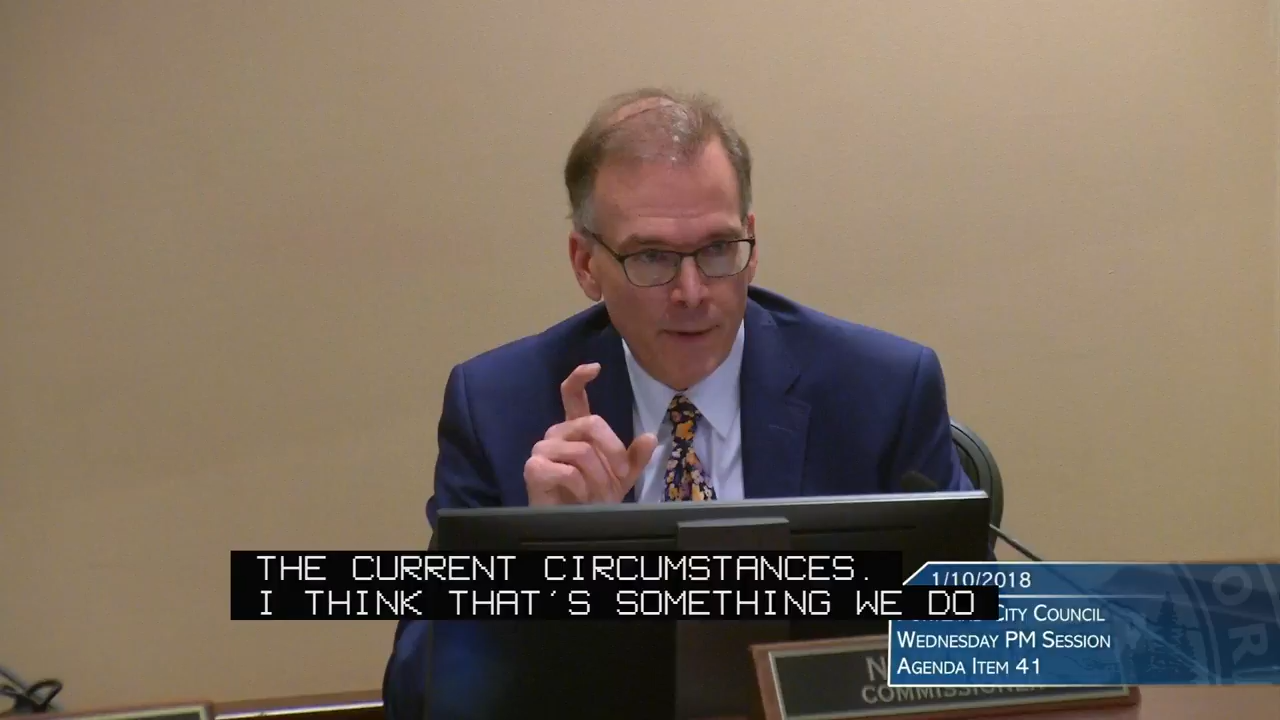 THE CURRENT CIRCUMSTANCES.
I THINK THAT'S SOMETHING WE DO
1/10/2018
CITY COUNCIL
WEDNESDAY PM SESSION
AGENDA ITEM 41
COMMISSIONER